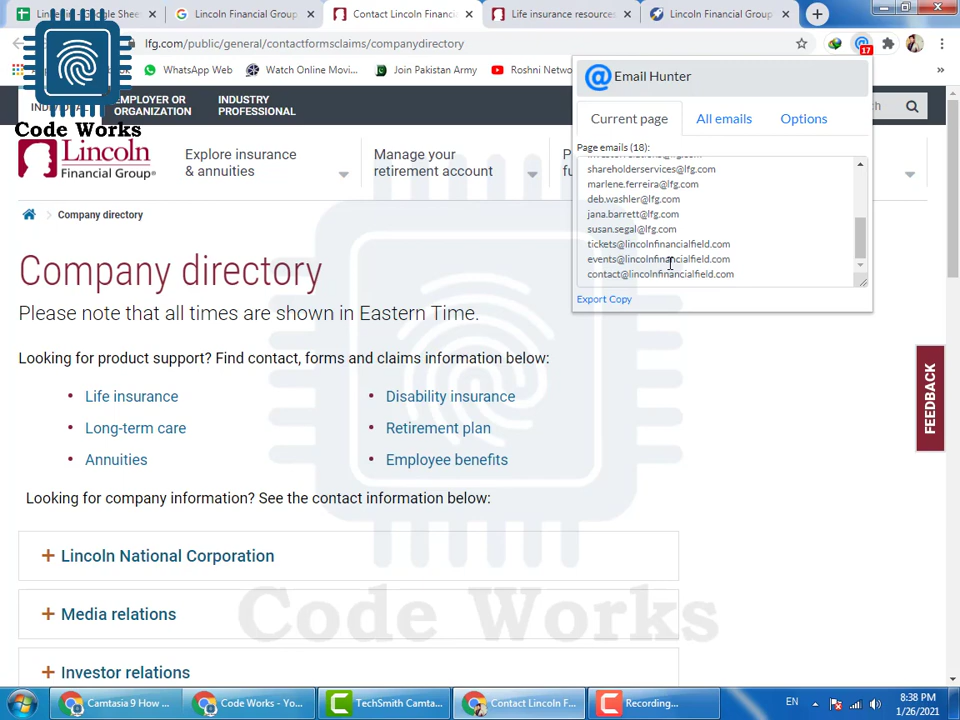 Google Shee
Lincoln Financial Group
Contact Lincoln Financi
Life insurance resources
Lincoln Financial Group
lfg.com/public/general/contactformsclaims/companydirectory
17
WhatsApp Web
Watch Online Movi...
Join Pakistan Army
Roshni Netwo
»
Code Works
EMPLOYER OR
ORGANIZATION
INDUSTRY
PROFESSIONAL
ch
Lincoln
Financial Group®
Explore insurance
& annuities
Manage your
retirement account
Email Hunter
Current page
All emails
Options
Page emails (18):
shareholderservices@lfg.com
marlene.ferreira@lfg.com
deb.washler@lfg.com
jana.barrett@lfg.com
susan.segal@lfg.com
tickets@lincolnfinancialfield.com
events@lincolnfinancialfield.com
contact@lincolnfinancialfield.com
Export Copy
Company directory
Company directory
Please note that all times are shown in Eastern Time.
Looking for product support? Find contact, forms and claims information below:
• Life insurance
• Disability insurance
• Long-term care
• Retirement plan
• Annuities
• Employee benefits
Looking for company information? See the contact information below:
+ Lincoln National Corporation
+ Media relations
+ Investor relations
FEEDBACK
Code Works
Camtasia 9 How ...
Code Works - Yo...
TechSmith Camta...
Contact Lincoln F...
Recording...
EN
8:38 PM
1/26/2021